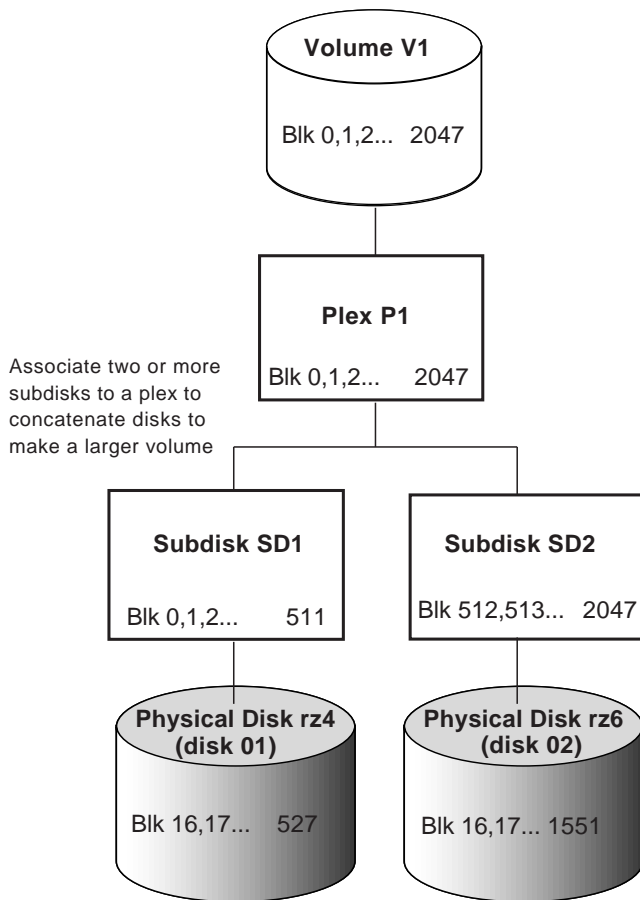 Volume V1
Blk 0,1,2... 2047
Plex P1
Blk 0,1,2... 2047
Associate two or more
subdisks to a plex to
concatenate disks to
make a larger volume
Subdisk SD1
Blk 0,1,2... 511
Subdisk SD2
Blk 512,513... 2047
Physical Disk rz4
(disk 01)
Blk 16,17... 527
Physical Disk rz6
(disk 02)
Blk 16,17... 1551